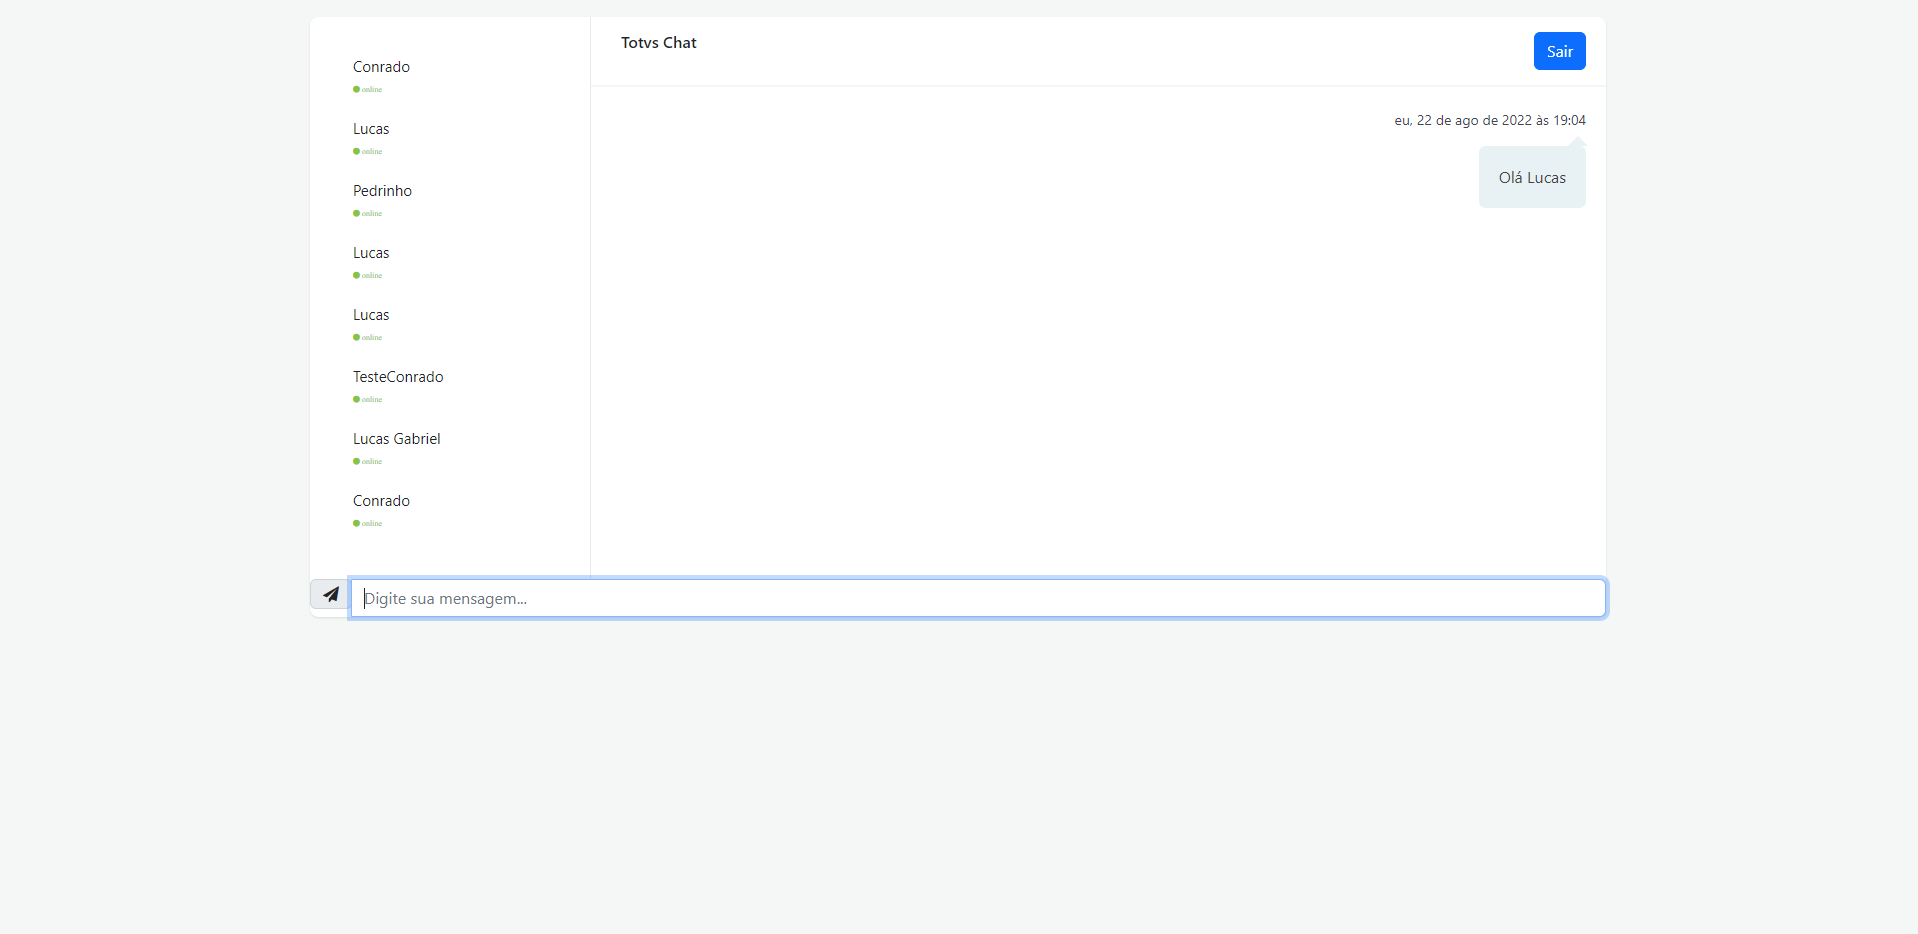 Conrado
online
Lucas
online
Pedrinho
online
Lucas
online
Lucas
online
TesteConrado
online
Lucas Gabriel
online
Conrado
online
Totvs Chat
Sair
eu, 22 de ago de 2022 às 19:04
Olá Lucas
Digite sua mensagem...